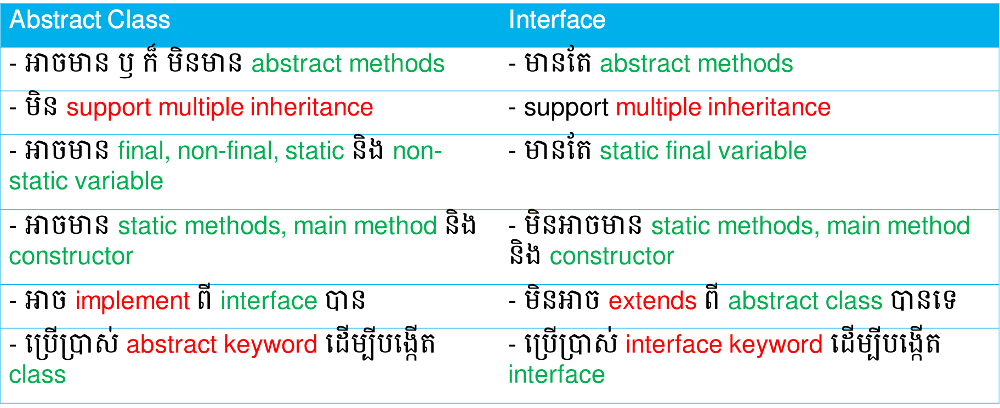 Abstract Class
Interface
- អាចមាន ឫ ក៏ មិនមាន abstract methods
- មានតែ abstract methods
- មិន support multiple inheritance
- support multiple inheritance
- អាចមាន final, non-final, static និង non-
static variable
- មានតែ static final variable
- អាចមាន static methods, main method និង
constructor
- មិនអាចមាន static methods, main method
និង constructor
- អាច implement ពី interface បាន
- មិនអាច extends ពី abstract class បានទេ
- ប្រើប្រាស់ abstract keyword ដើម្បីបង្កើត
class
- ប្រើប្រាស់ interface keyword ដើម្បីបង្កើត
interface